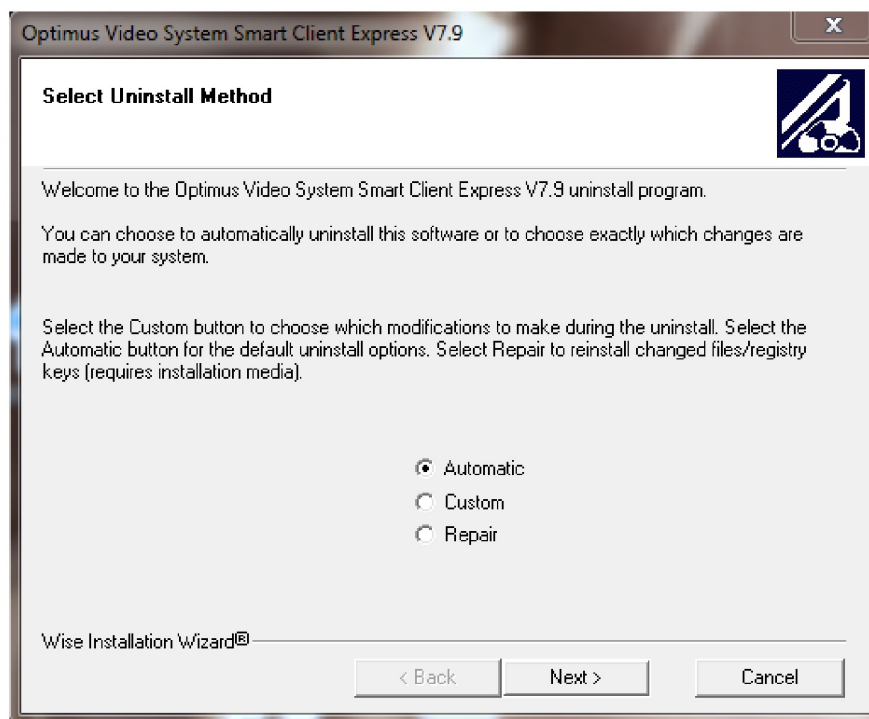 Optimus Video System Smart Client Express V7.9
X
Select Uninstall Method
Welcome to the Optimus Video System Smart Client Express V7.9 uninstall program.
You can choose to automatically uninstall this software or to choose exactly which changes are
made to your system.
Select the Custom button to choose which modifications to make during the uninstall. Select the
Automatic button for the default uninstall options. Select Repair to reinstall changed files/registry
keys (requires installation media).
Automatic
Custom
Repair
Wise Installation Wizard®
< Back
Next >
Cancel